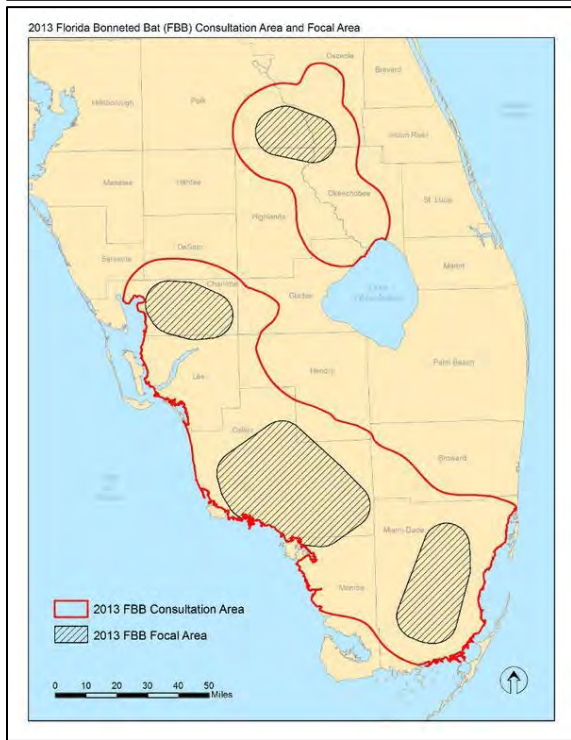 2013 Florida Bonneted Bat (FBB) Consultation Area and Focal Area
Osceola
Brevard
Hillsborough
Polk
Indian River
Manatee
Hardee
Okeechobee
St. Lucie
Highlands
DeSoto
Sarasota
Martin
Charlotte
Glades
Lake
Okeechobee
Palm Beach
Hendry
Lee
Collier
Broward
Miami-Dade
Monroe
2013 FBB Consultation Area
2013 FBB Focal Area
0 10 20 30 40 50
Miles